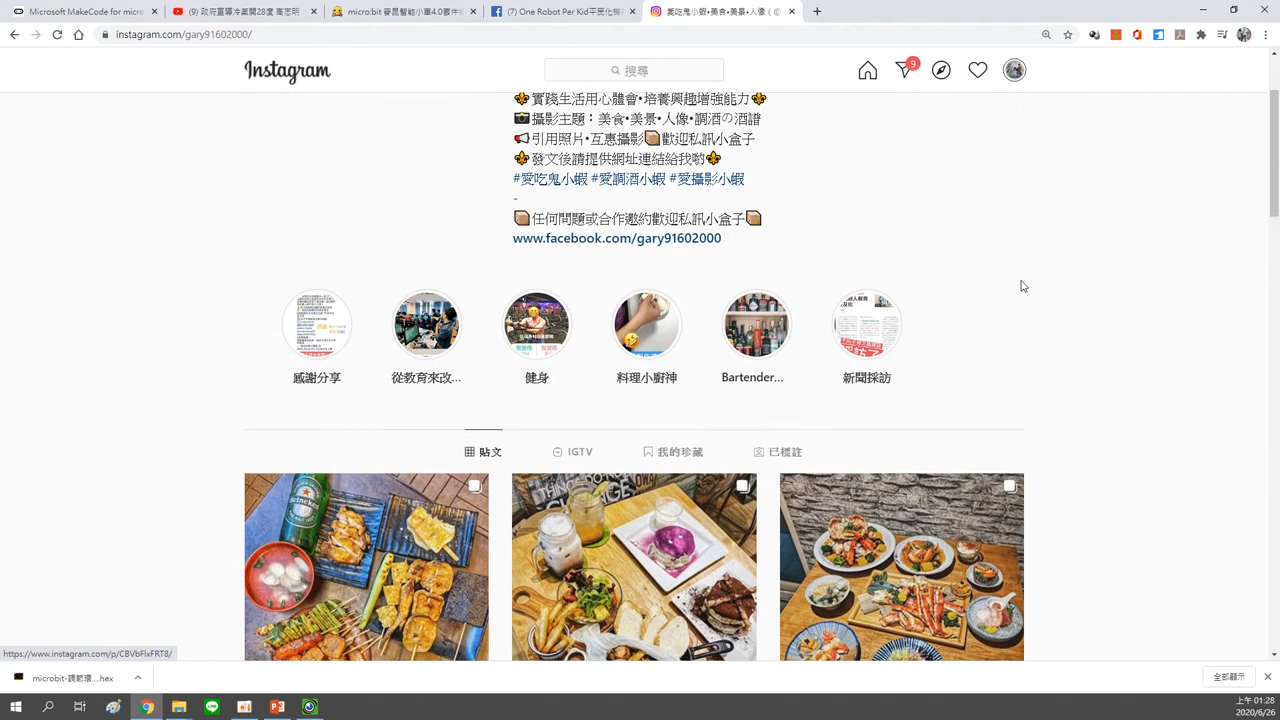 Microsoft MakeCode for micro
(9) 政府宣導冷氣開28度 高志明
micro:bit 麥昆智能小車4.0套件
(7) One Robot Per Kid平民化機
愛吃鬼小蝦•美食•美景•人像
instagram.com/gary91602000/
Instagram
搜尋
9
⚜實踐生活用心體會•培養興趣增強能力⚜
📷攝影主題：美食•美景•人像•調酒の酒譜
📢引用照片•互惠攝影📦歡迎私訊小盒子
⚜發文後請提供網址連結給我喲⚜
#愛吃鬼小蝦 #愛調酒小蝦 #愛攝影小蝦
-
📦任何問題或合作邀約歡迎私訊小盒子📦
www.facebook.com/gary91602000
感謝分享
從教育來改...
健身
料理小廚神
Bartender...
新聞採訪
貼文
IGTV
我的珍藏
已標註
Heineken
https://www.instagram.com/p/CBVbFlxFRT8/
microbit-調節環....hex
全部顯示
上午 01:28
2020/6/26